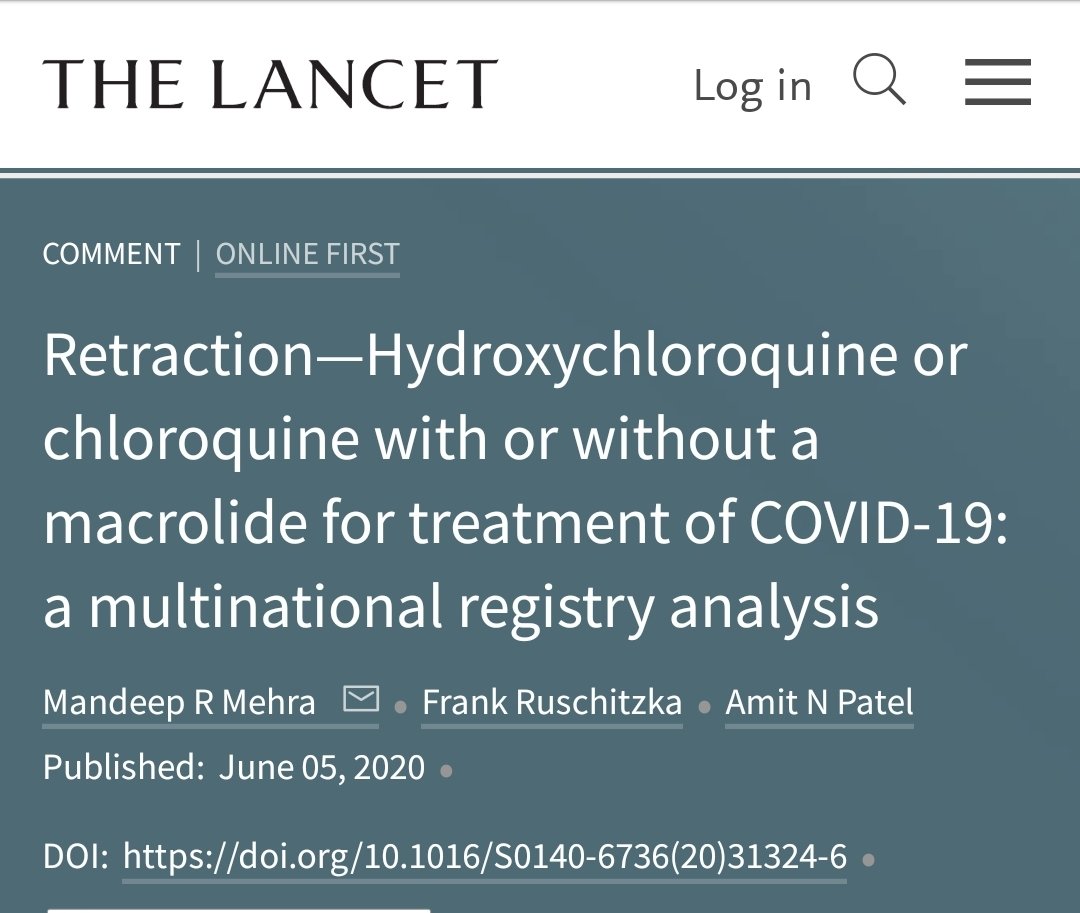 THE LANCET Log in
COMMENT | ONLINE FIRST
Retraction—Hydroxychloroquine or
chloroquine with or without a
macrolide for treatment of COVID-19:
a multinational registry analysis
Mandeep R Mehra • Frank Ruschitzka • Amit N Patel
Published: June 05, 2020 •
DOI: https://doi.org/10.1016/S0140-6736(20)31324-6 •